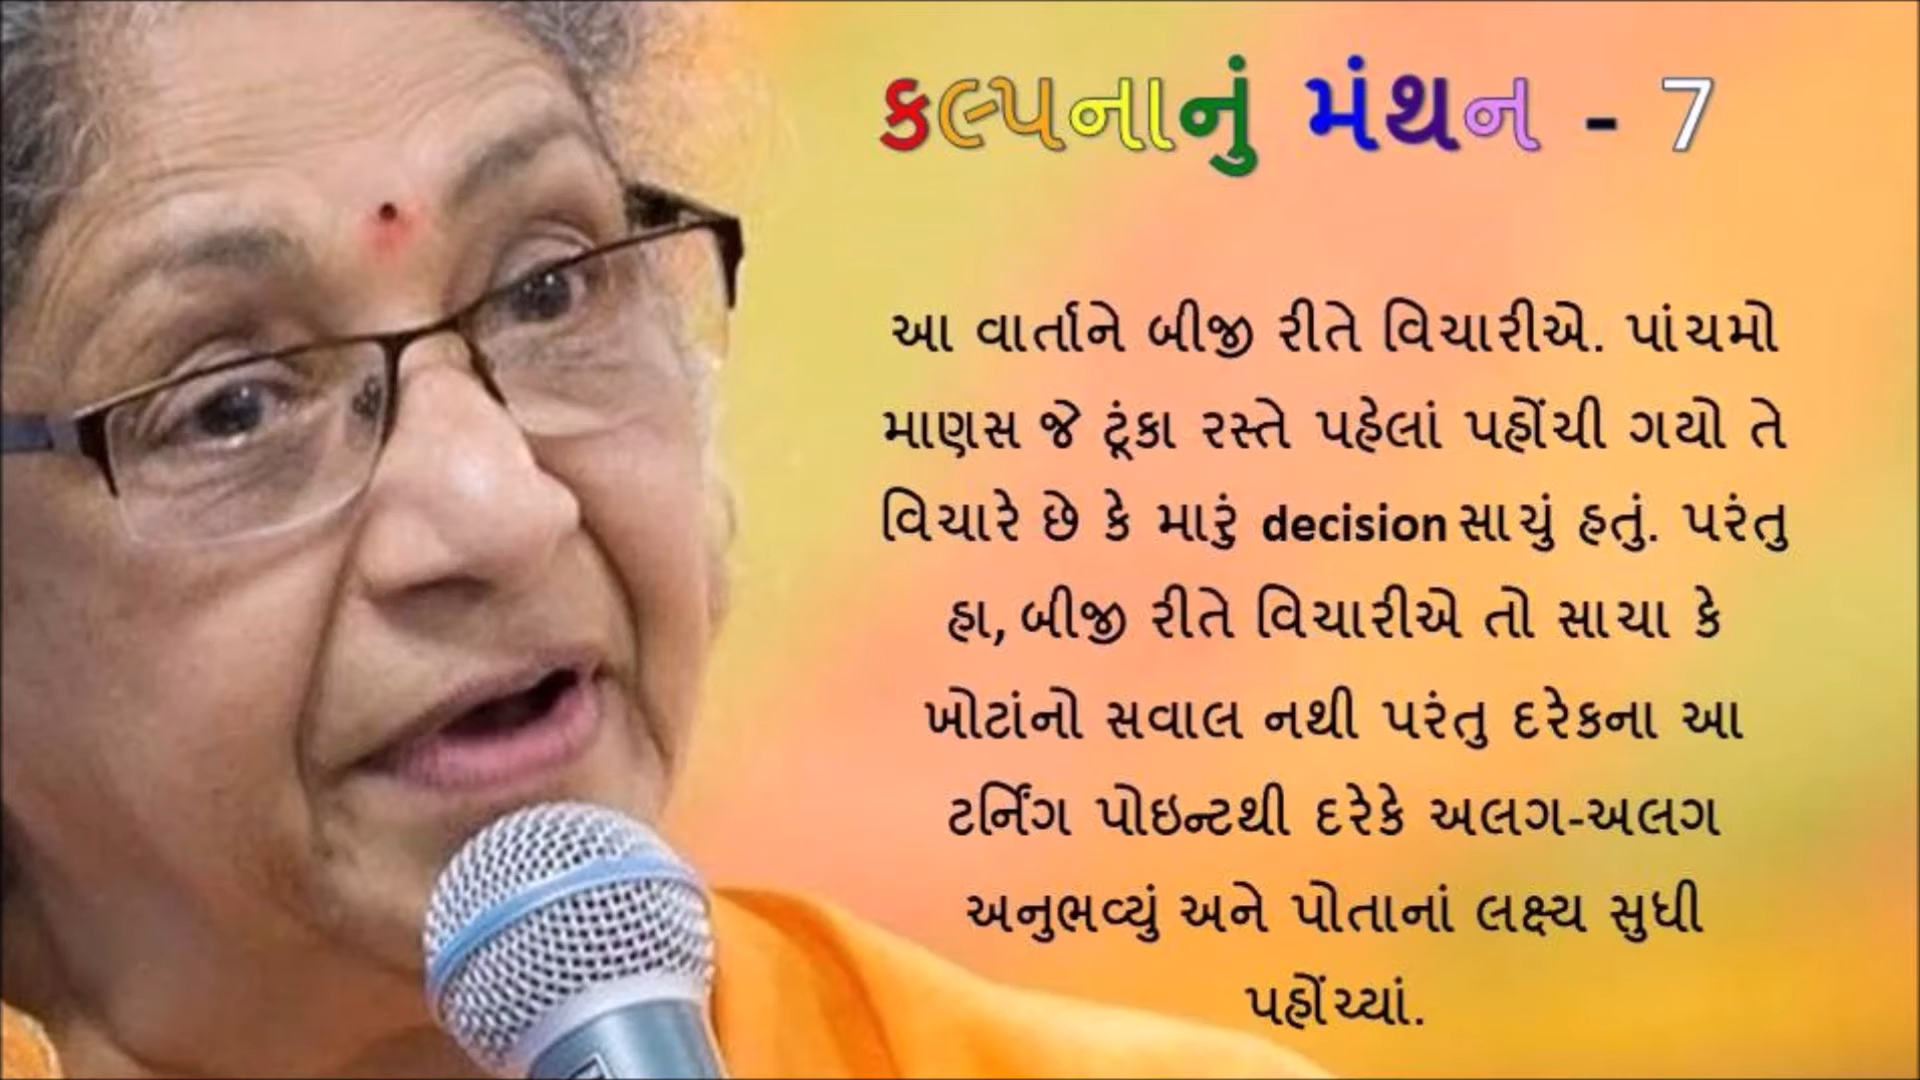 કલ્પનાનું મંથન - 7
આ વાર્તાને બીજી રીતે વિચારીએ. પાંચમો
માણસ જે ટૂંકા રસ્તે પહેલાં પહોંચી ગયો તે
વિચારે છે કે મારું decision સાચું હતું. પરંતુ
હા, બીજી રીતે વિચારીએ તો સાચા કે
ખોટાંનો સવાલ નથી પરંતુ દરેકના આ
ટર્નિંગ પોઇન્ટથી દરેકે અલગ-અલગ
અનુભવ્યું અને પોતાનાં લક્ષ્ય સુધી
પહોંચ્યાં.